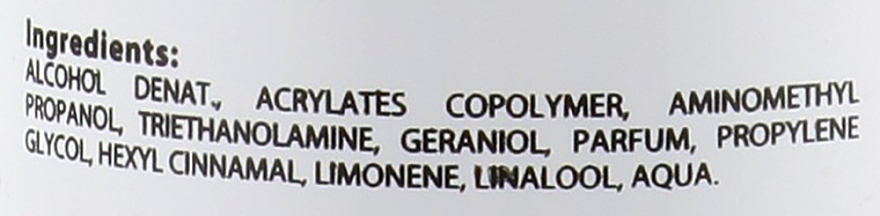 Ingredients:
ALCOHOL DENAT., ACRYLATES COPOLYMER, AMINOMETHYL
PROPANOL, TRIETHANOLAMINE, GERANIOL, PARFUM, PROPYLENE
GLYCOL, HEXYL CINNAMAL, LIMONENE, LINALOOL, AQUA.